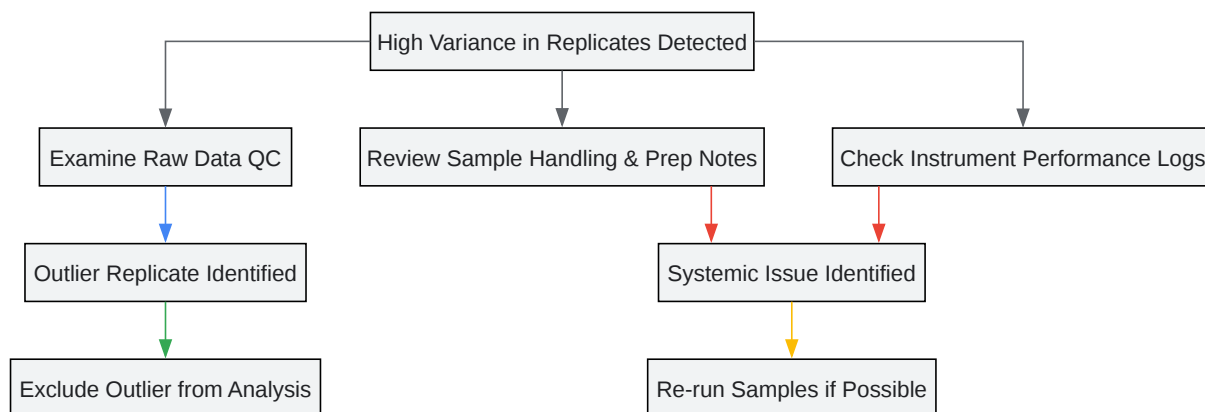 High Variance in Replicates Detected
Examine Raw Data QC
Review Sample Handling & Prep Notes
Check Instrument Performance Logs
Outlier Replicate Identified
Systemic Issue Identified
Exclude Outlier from Analysis
Re-run Samples if Possible